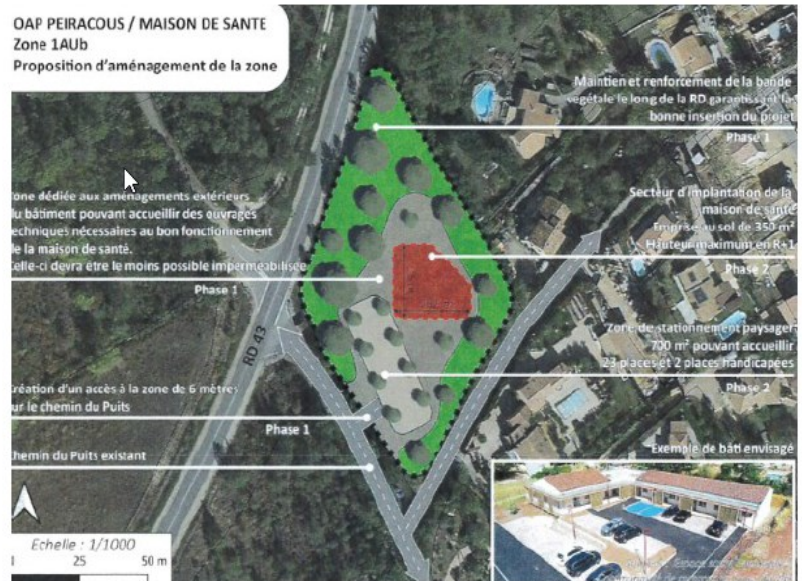 OAP PEIRACOUS / MAISON DE SANTE
Zone 1AUb
Proposition d'aménagement de la zone
Maintien et renforcement de la bande
végétale le long de la RD garantissant la
bonne insertion du projet
Phase 1
Zone dédiée aux aménagements extérieurs
du bâtiment pouvant accueillir des ouvrages
techniques nécessaires au bon fonctionnement
de la maison de santé.
Celle-ci devra être le moins possible imperméabilisée
Phase 1
Secteur d'implantation de la
maison de santé
Emprise au sol de 350 m²
Hauteur maximum en R+1
Phase 2
RD 43
Zone de stationnement paysager
700 m² pouvant accueillir
23 places et 2 places handicapées
Phase 2
Création d'un accès à la zone de 6 mètres
sur le chemin du Puits
Phase 1
Chemin du Puits existant
Exemple de bâti envisagé
Echelle : 1/1000
25 50 m